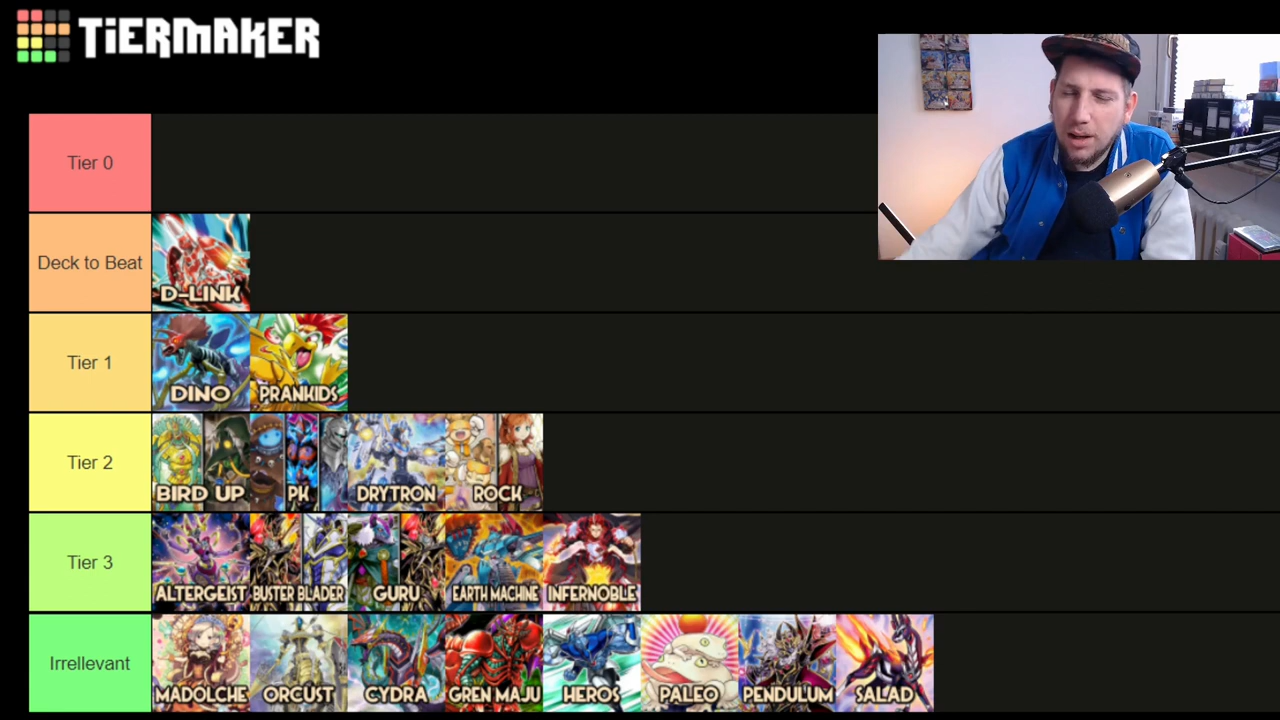 TiERMAKER
Tier 0
Deck to Beat
D-LINK
Tier 1
DINO
PRANKIDS
Tier 2
BIRD UP
PK
DRYTRON
ROCK
Tier 3
ALTERGEIST
BUSTER BLADER
GURU
EARTH MACHINE
INFERNOBLE
Irrellevant
MADOLCHE
ORCUST
CYDRA
GREN MAJU
HEROS
PALEO
PENDULUM
SALAD